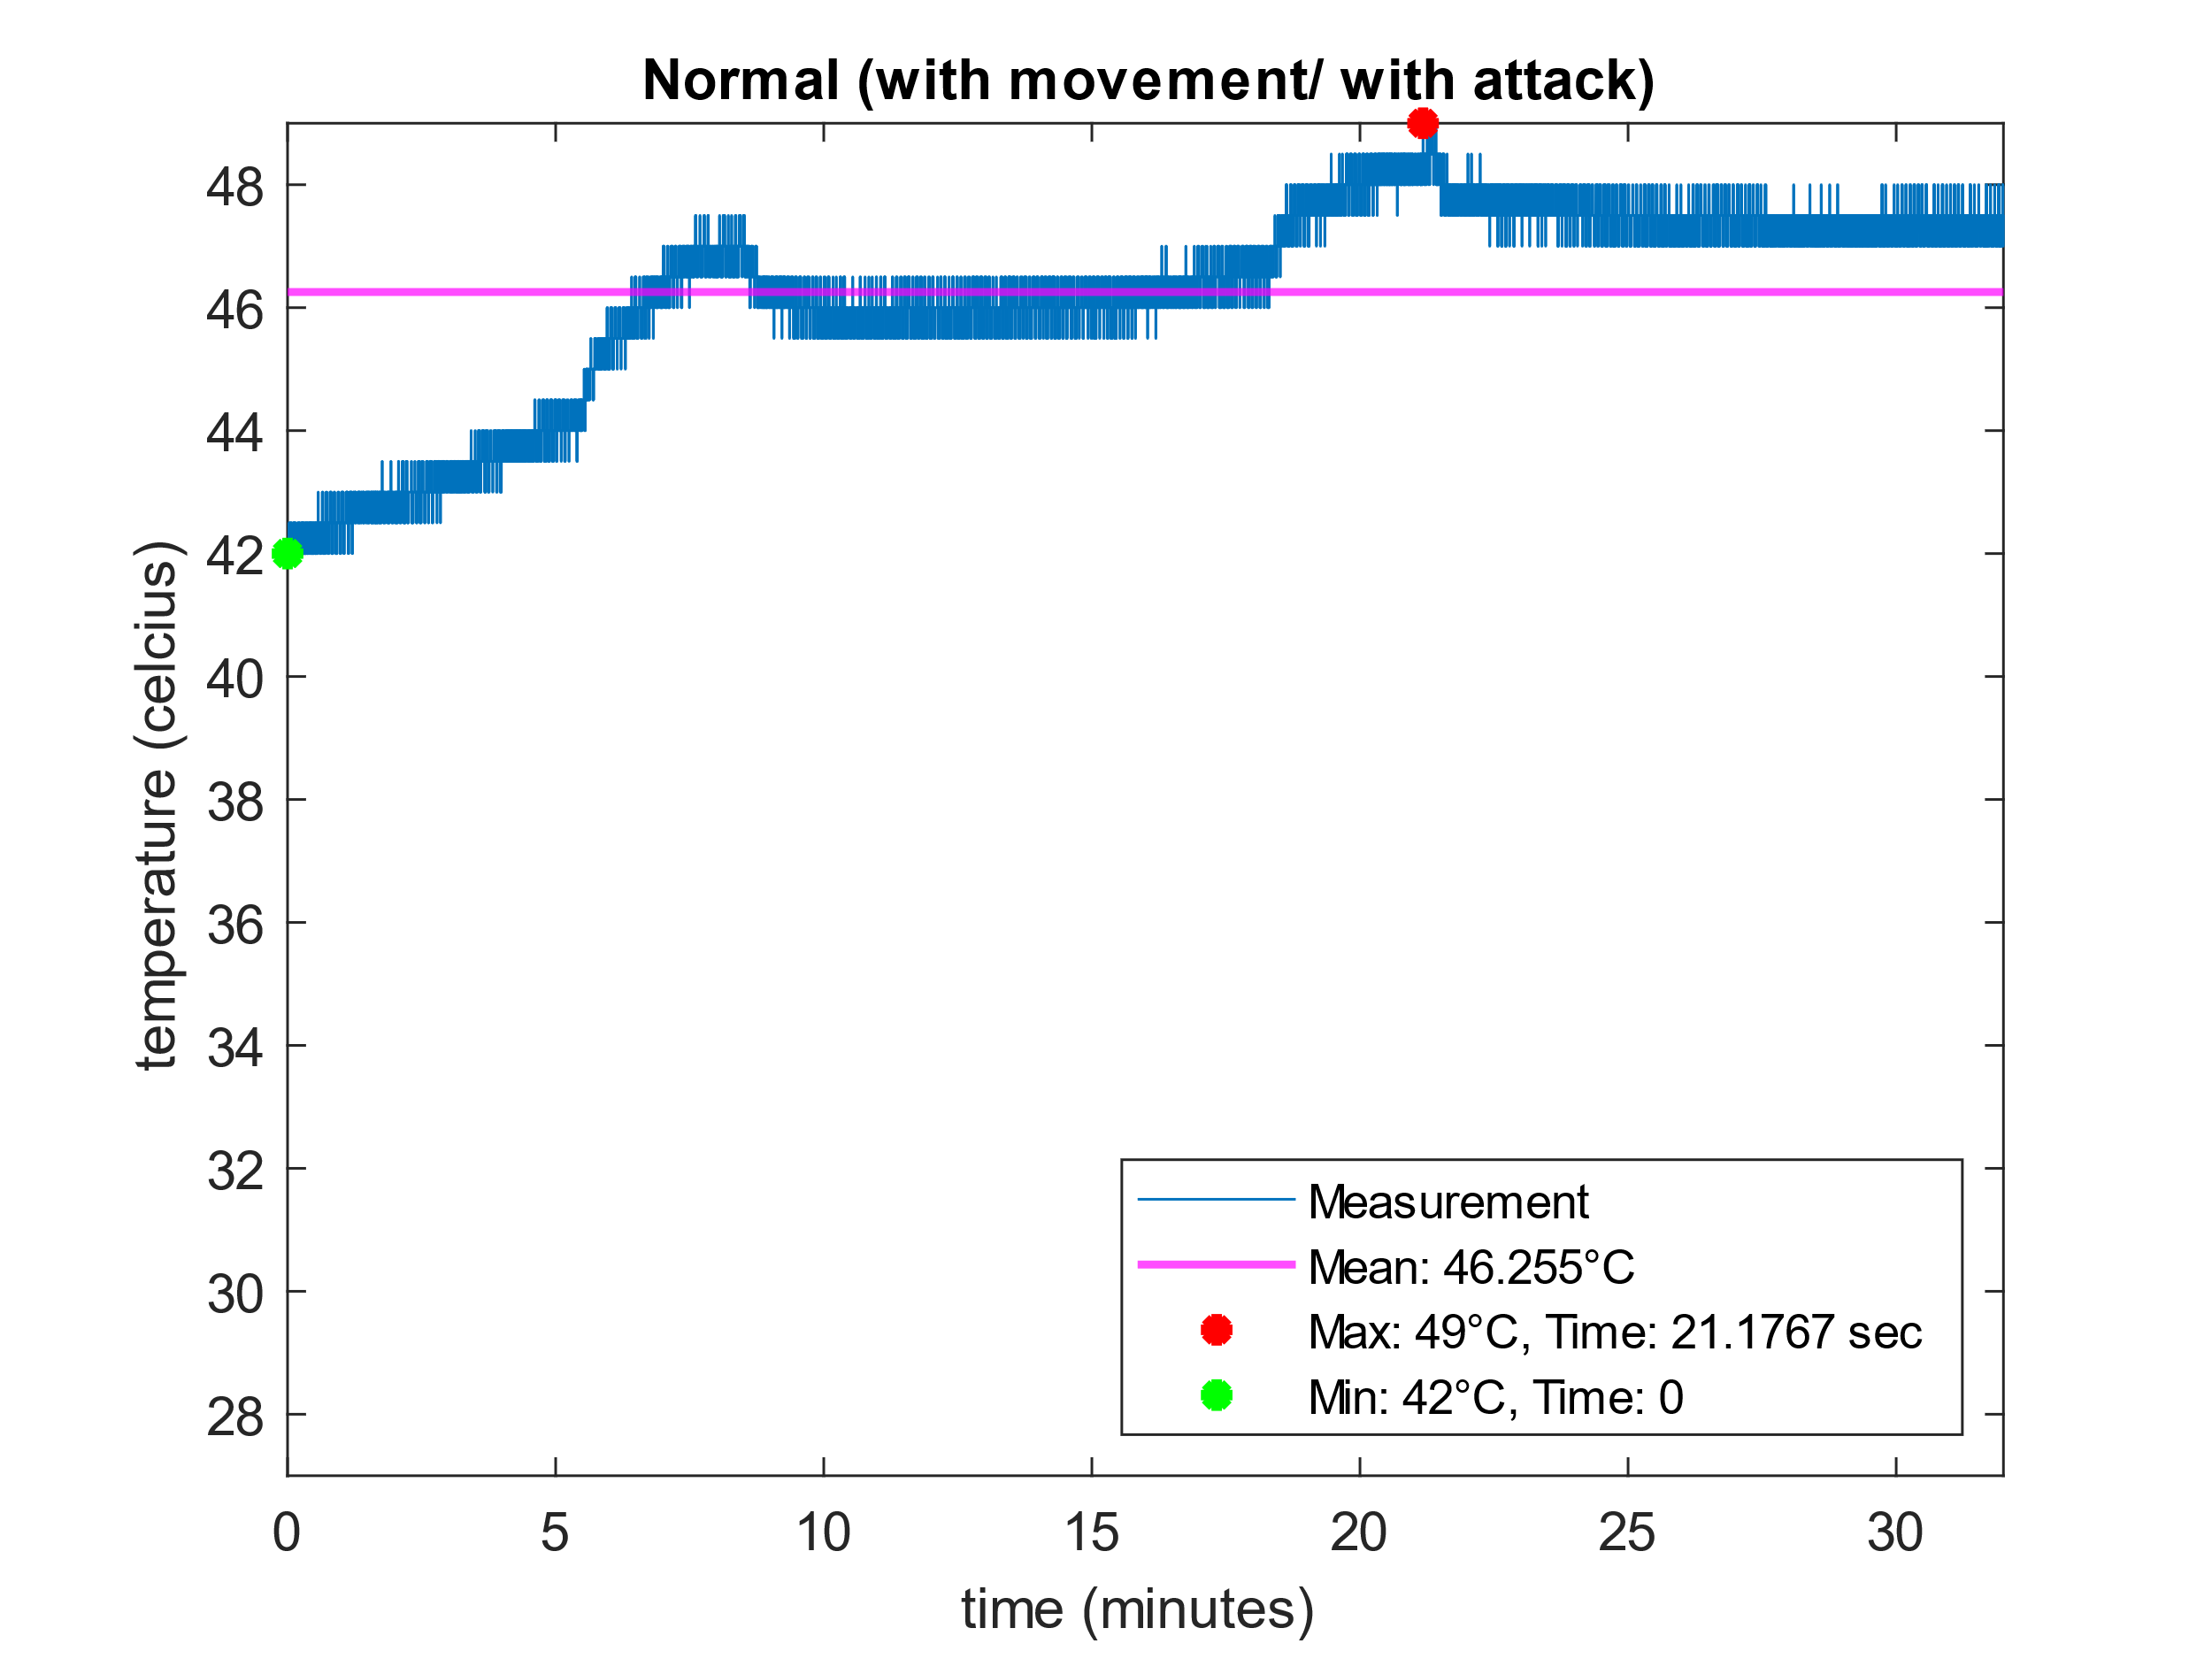 Normal (with movement/ with attack)
48
46
44
42
40
38
36
34
32
30
28
temperature (celcius)
Measurement
Mean: 46.255°C
Max: 49°C, Time: 21.1767 sec
Min: 42°C, Time: 0
0 5 10 15 20 25 30
time (minutes)